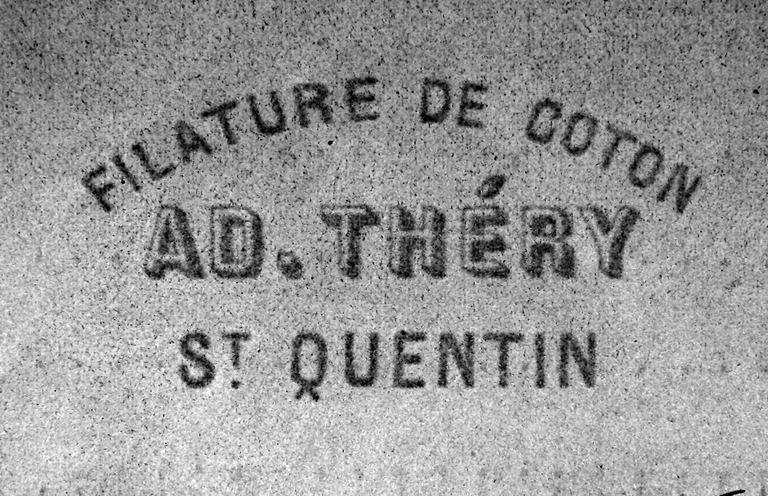 FILATURE DE COTON
AD. THÉRY
ST QUENTIN